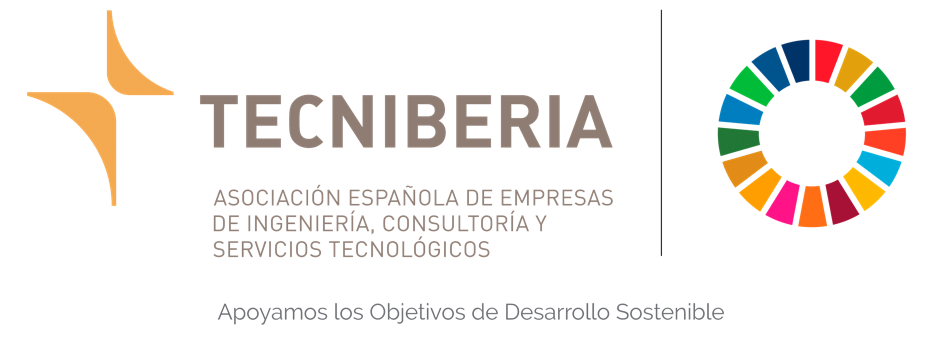 TECNIBERIA
ASOCIACIÓN ESPAÑOLA DE EMPRESAS
DE INGENIERÍA, CONSULTORÍA Y
SERVICIOS TECNOLÓGICOS
Apoyamos los Objetivos de Desarrollo Sostenible